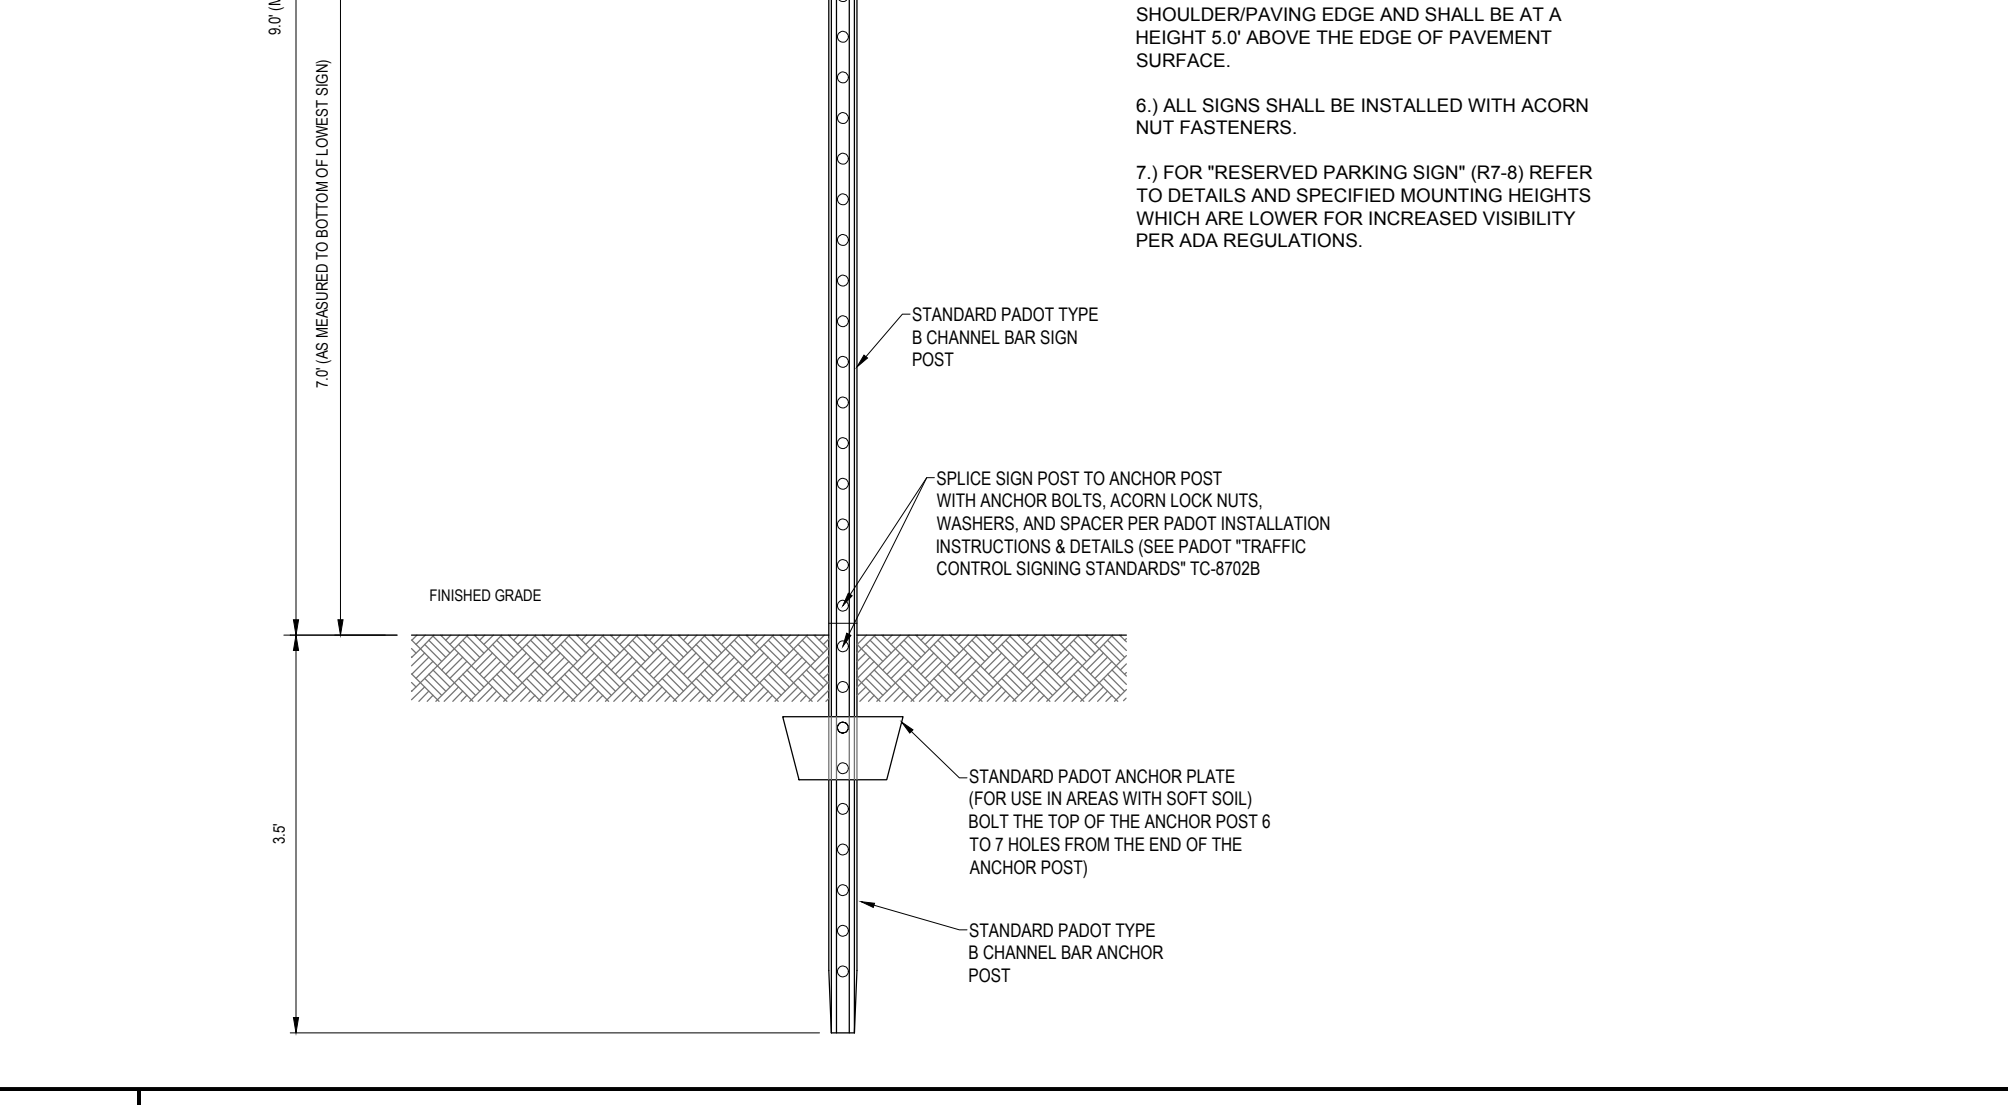 SHOULDER/PAVING EDGE AND SHALL BE AT A
HEIGHT 5.0' ABOVE THE EDGE OF PAVEMENT
SURFACE.
6.) ALL SIGNS SHALL BE INSTALLED WITH ACORN
NUT FASTENERS.
7.) FOR "RESERVED PARKING SIGN" (R7-8) REFER
TO DETAILS AND SPECIFIED MOUNTING HEIGHTS
WHICH ARE LOWER FOR INCREASED VISIBILITY
PER ADA REGULATIONS.
9.0'
7.0' (AS MEASURED TO BOTTOM OF LOWEST SIGN)
STANDARD PADOT TYPE
B CHANNEL BAR SIGN
POST
SPLICE SIGN POST TO ANCHOR POST
WITH ANCHOR BOLTS, ACORN LOCK NUTS,
WASHERS, AND SPACER PER PADOT INSTALLATION
INSTRUCTIONS & DETAILS (SEE PADOT "TRAFFIC
CONTROL SIGNING STANDARDS" TC-8702B
FINISHED GRADE
STANDARD PADOT ANCHOR PLATE
(FOR USE IN AREAS WITH SOFT SOIL)
BOLT THE TOP OF THE ANCHOR POST 6
TO 7 HOLES FROM THE END OF THE
ANCHOR POST)
3.5'
STANDARD PADOT TYPE
B CHANNEL BAR ANCHOR
POST